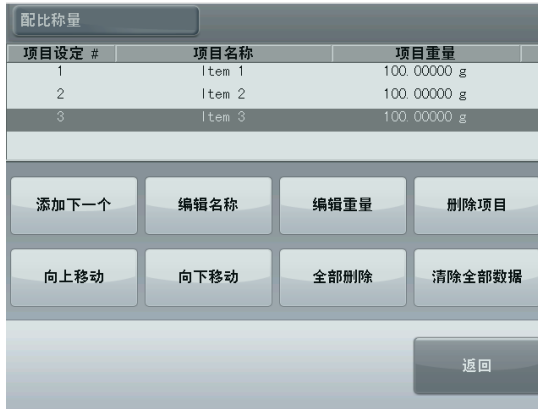 配比称量
项目设定 # 项目名称 项目重量
1 Item 1 100.00000 g
2 Item 2 100.00000 g
3 Item 3 100.00000 g
添加下一个 编辑名称 编辑重量 删除项目
向上移动 向下移动 全部删除 清除全部数据
返回